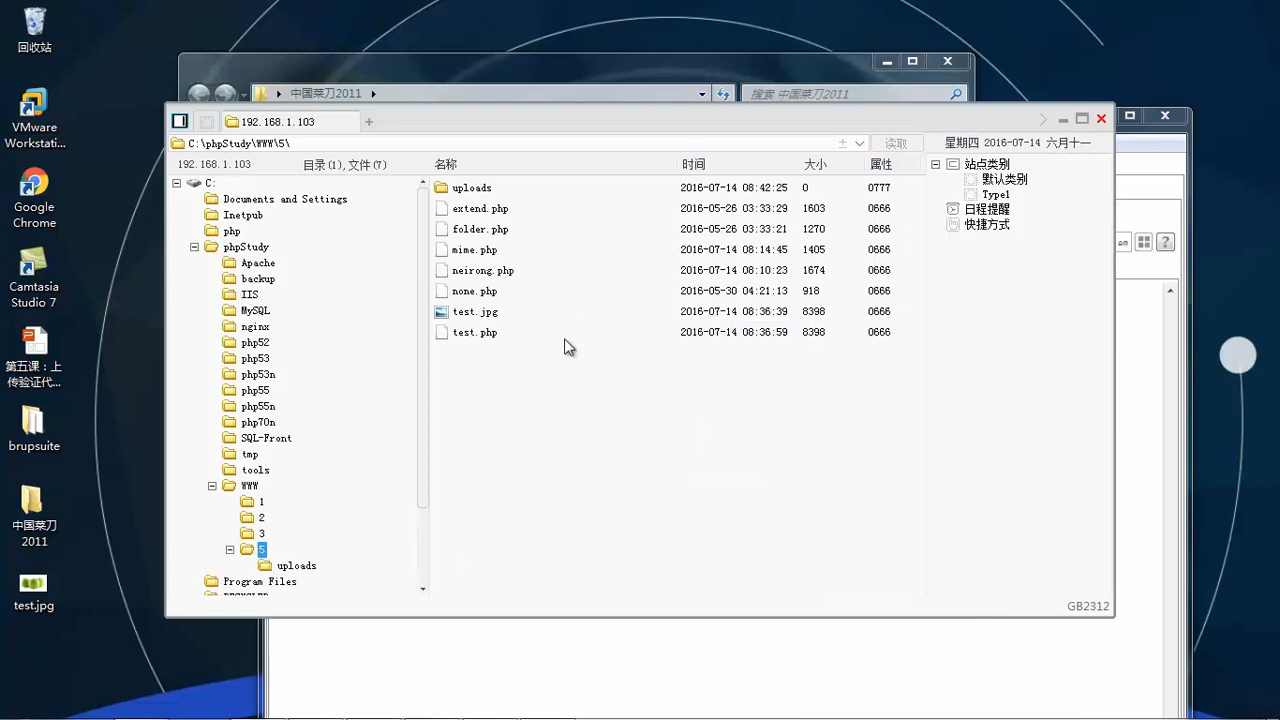 回收站
VMware
Workstati...
Google
Chrome
Camtasia
Studio 7
第五课：上
传验证代...
brupsuite
中国菜刀
2011
test.jpg
中国菜刀2011
搜索 中国菜刀2011
192.168.1.103
C:\phpStudy\WWW\5\
读取
星期四 2016-07-14 六月十一
192.168.1.103 目录(1),文件(7)
名称 时间 大小 属性
C:
Documents and Settings
Inetpub
php
phpStudy
Apache
backup
IIS
MySQL
nginx
php52
php53
php53n
php55
php55n
php70n
SQL-Front
tmp
tools
WWW
1
2
3
5
uploads
Program Files
uploads 2016-07-14 08:42:25 0 0777
extend.php 2016-05-26 03:33:29 1603 0666
folder.php 2016-05-26 03:33:21 1270 0666
mime.php 2016-07-14 08:14:45 1405 0666
neirong.php 2016-07-14 08:10:23 1674 0666
none.php 2016-05-30 04:21:13 918 0666
test.jpg 2016-07-14 08:36:39 8398 0666
test.php 2016-07-14 08:36:59 8398 0666
站点类别
默认类别
Type1
日程提醒
快捷方式
GB2312